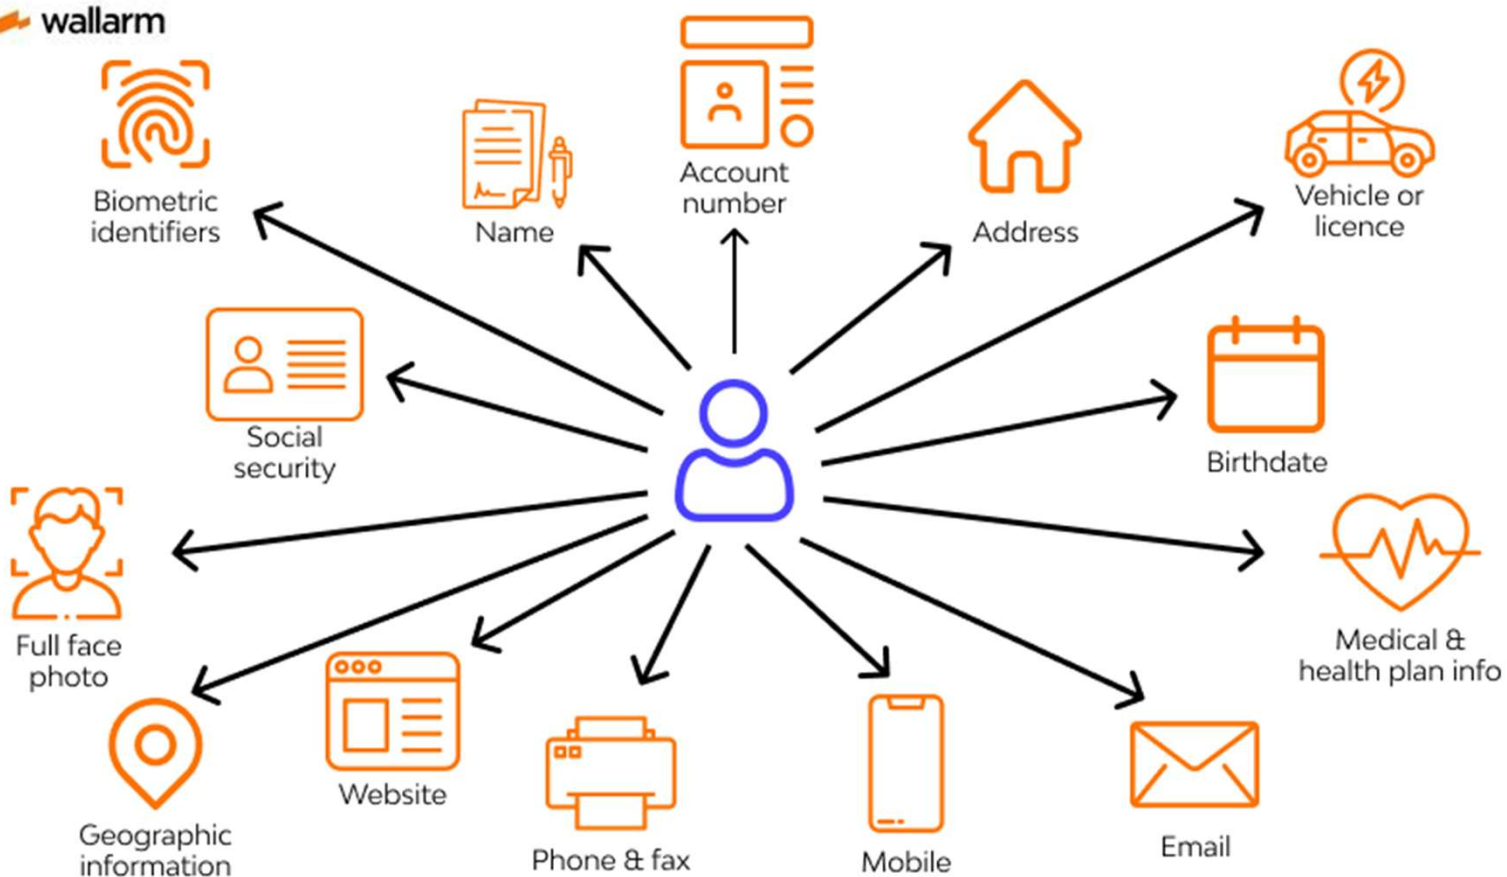 wallarm
Account
number
Biometric
identifiers
Name
Address
Vehicle or
licence
Social
security
Birthdate
Full face
photo
Medical &
health plan info
Website
Geographic
information
Phone & fax
Mobile
Email